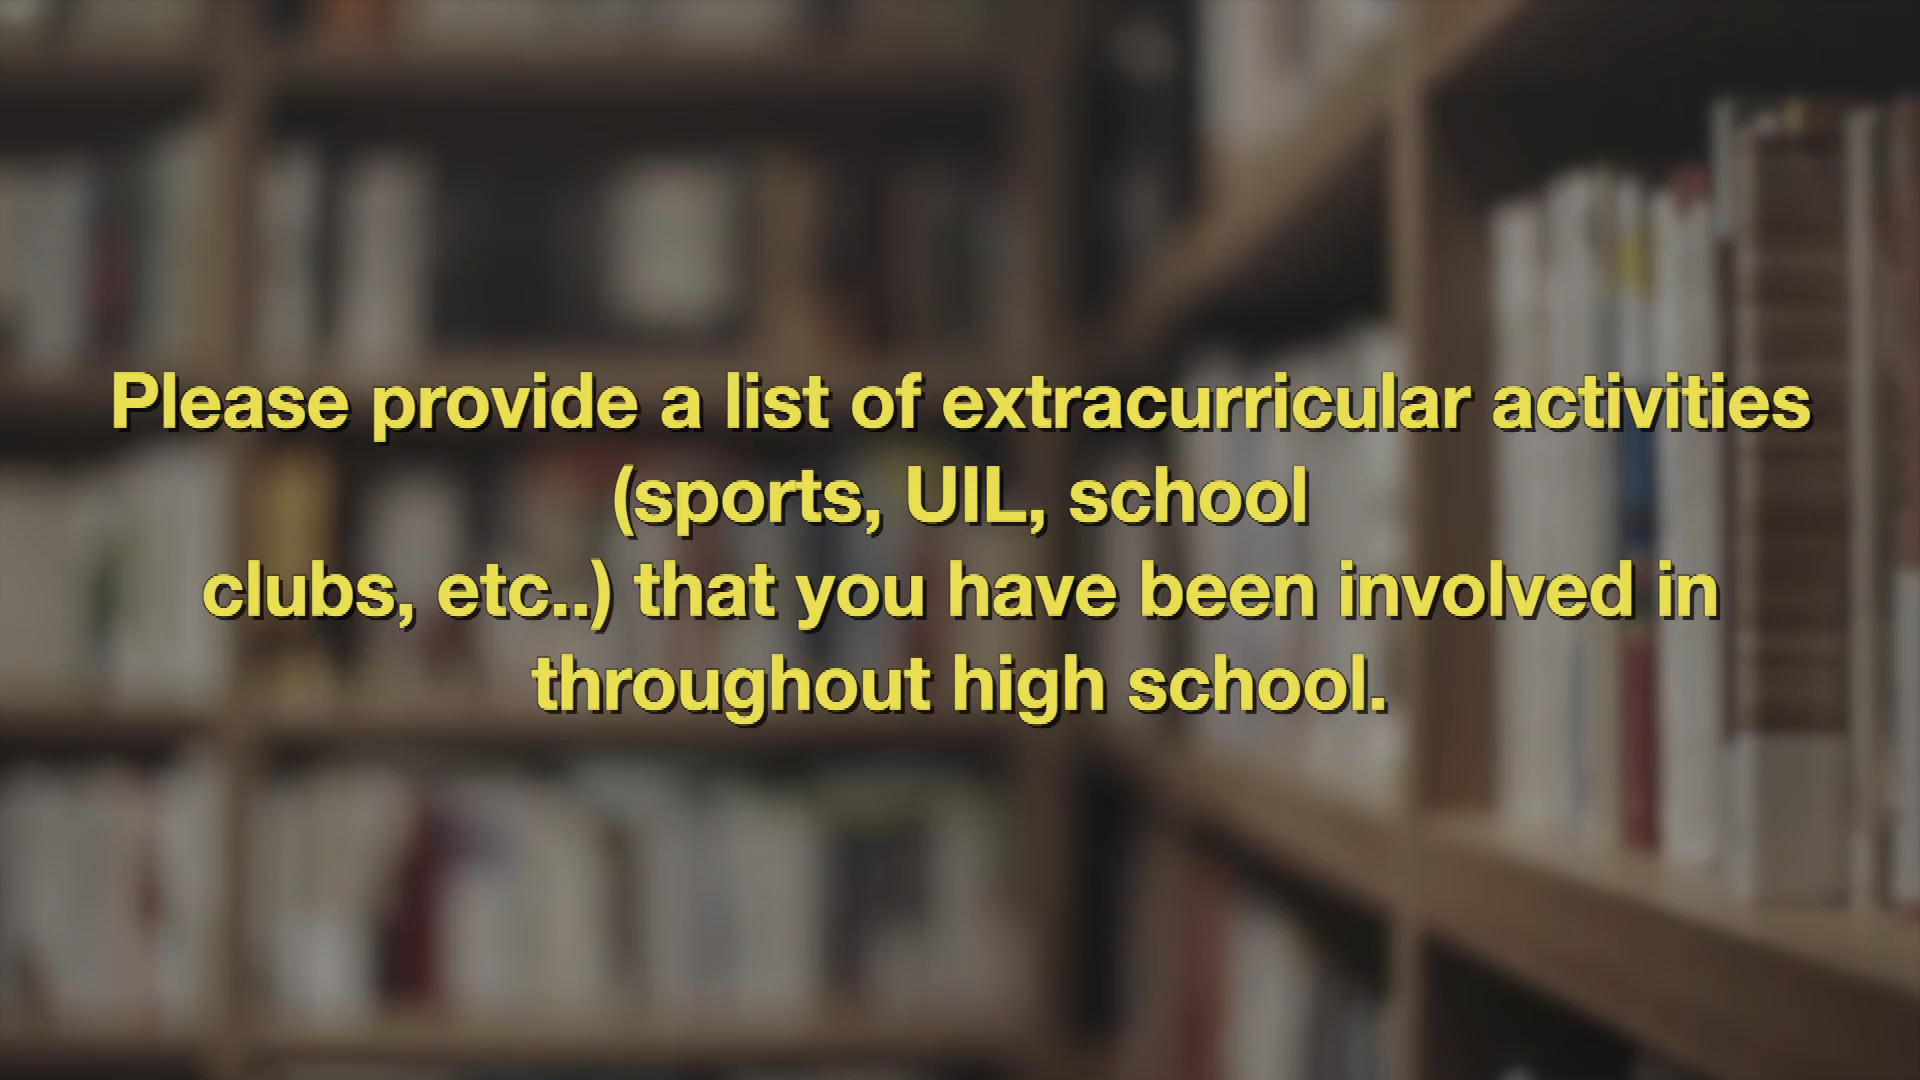 Please provide a list of extracurricular activities
(sports, UIL, school
clubs, etc..) that you have been involved in
throughout high school.